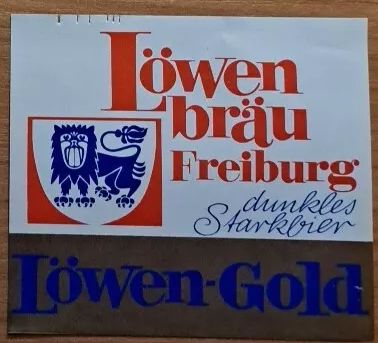 Löwen
bräu
Freiburg
dunkles
Starkbier
Löwen-Gold